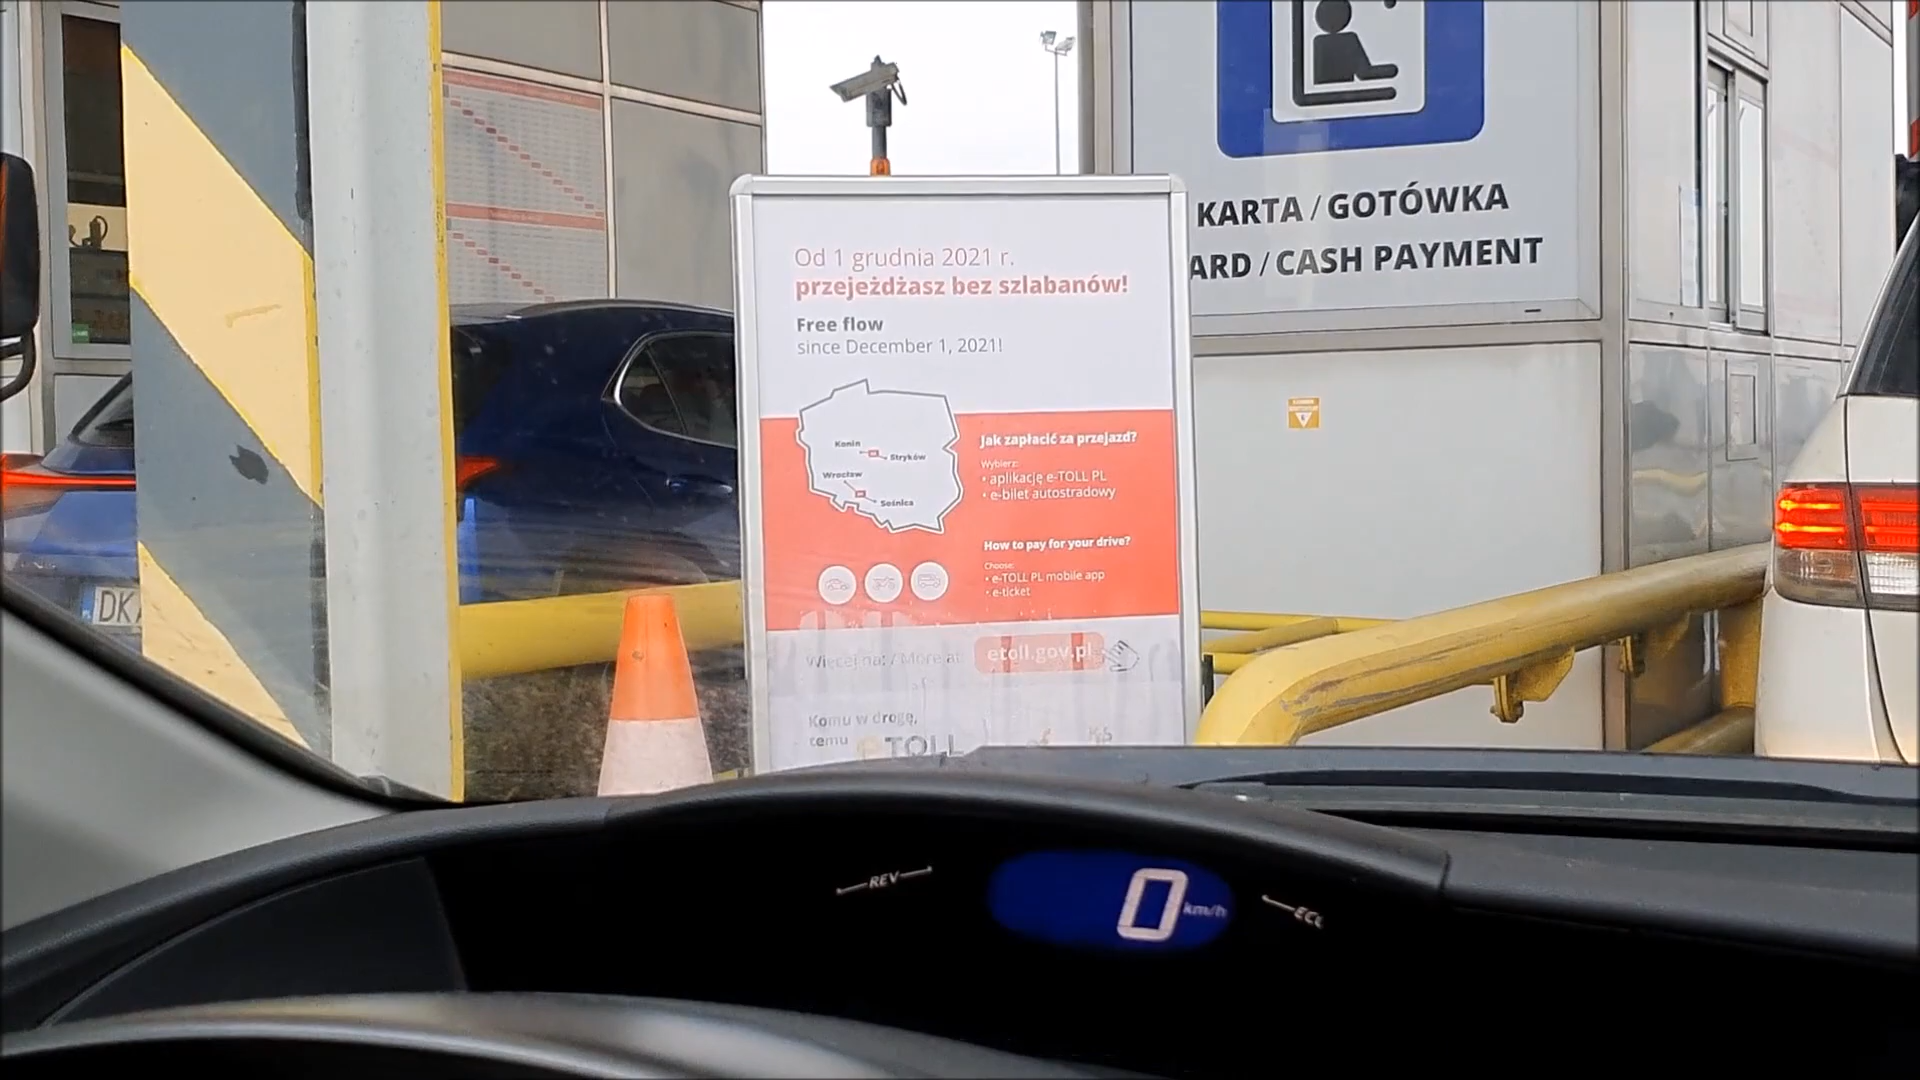 KARTA / GOTÓWKA
ARD / CASH PAYMENT
Od 1 grudnia 2021 r.
przejeżdżasz bez szlabanów!
Free flow
since December 1, 2021!
Konin
Stryków
Wrocław
Sośnica
Jak zapłacić za przejazd?
Wybierz:
• aplikację e-TOLL PL
• e-bilet autostradowy
How to pay for your drive?
Choose:
• e-TOLL PL mobile app
• e-ticket
Więcej na: / More at:
etoll.gov.pl
Komu w drogę,
temu eTOLL
DK
REV
0 km/h